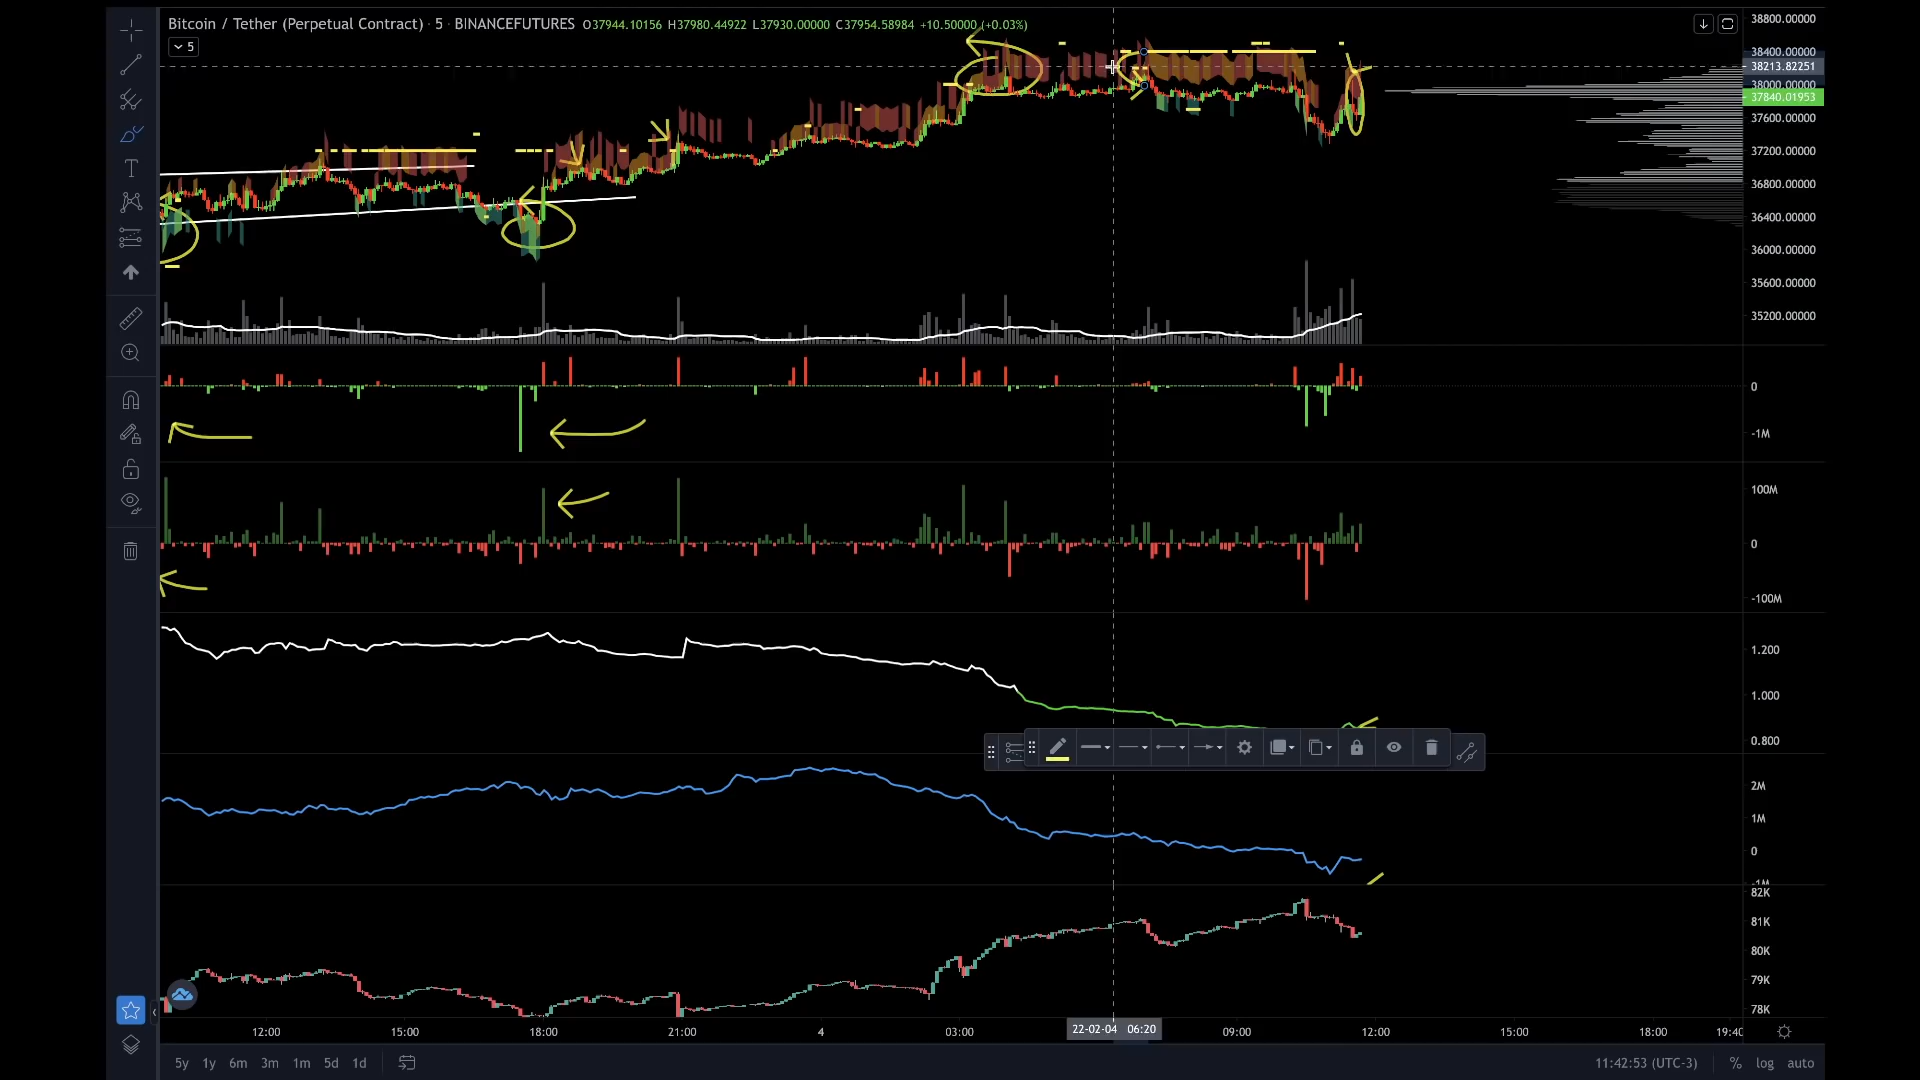 Bitcoin / Tether (Perpetual Contract) · 5 · BINANCEFUTURES O37944.10156 H37980.44922 L37930.00000 C37954.58984 +10.50000 (+0.03%)
5
38800.00000
38400.00000
38213.82251
38000.00000
37840.01953
37600.00000
37200.00000
36800.00000
36400.00000
36000.00000
35600.00000
35200.00000
0
-1M
100M
0
-100M
1.200
1.000
0.800
2M
1M
0
-1M
82K
81K
80K
79K
78K
12:00 15:00 18:00 21:00 4 03:00 22-02-04 06:20 09:00 12:00 15:00 18:00 19:40
5y 1y 6m 3m 1m 5d 1d 11:42:53 (UTC-3) % log auto